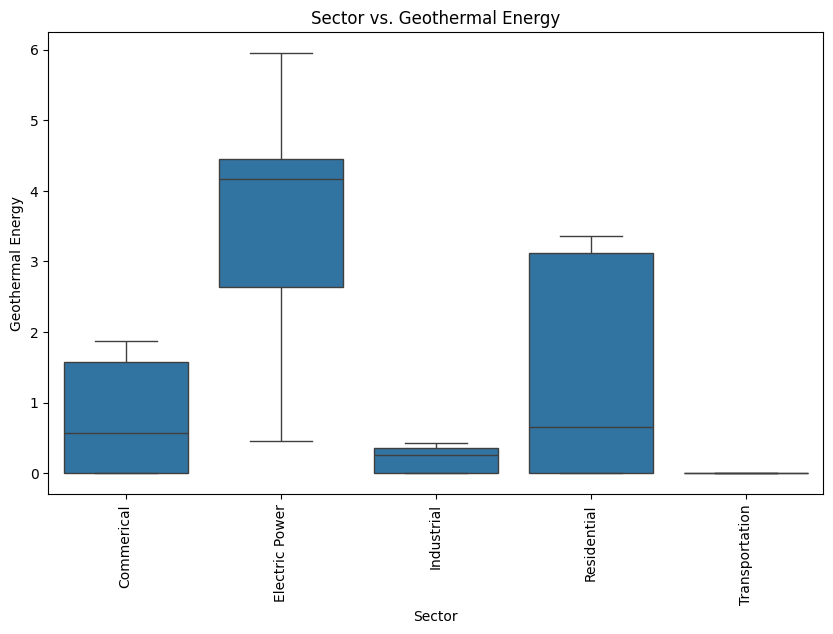 Sector vs. Geothermal Energy
Geothermal Energy
6
5
4
3
2
1
0
Commerical
Electric Power
Industrial
Residential
Transportation
Sector